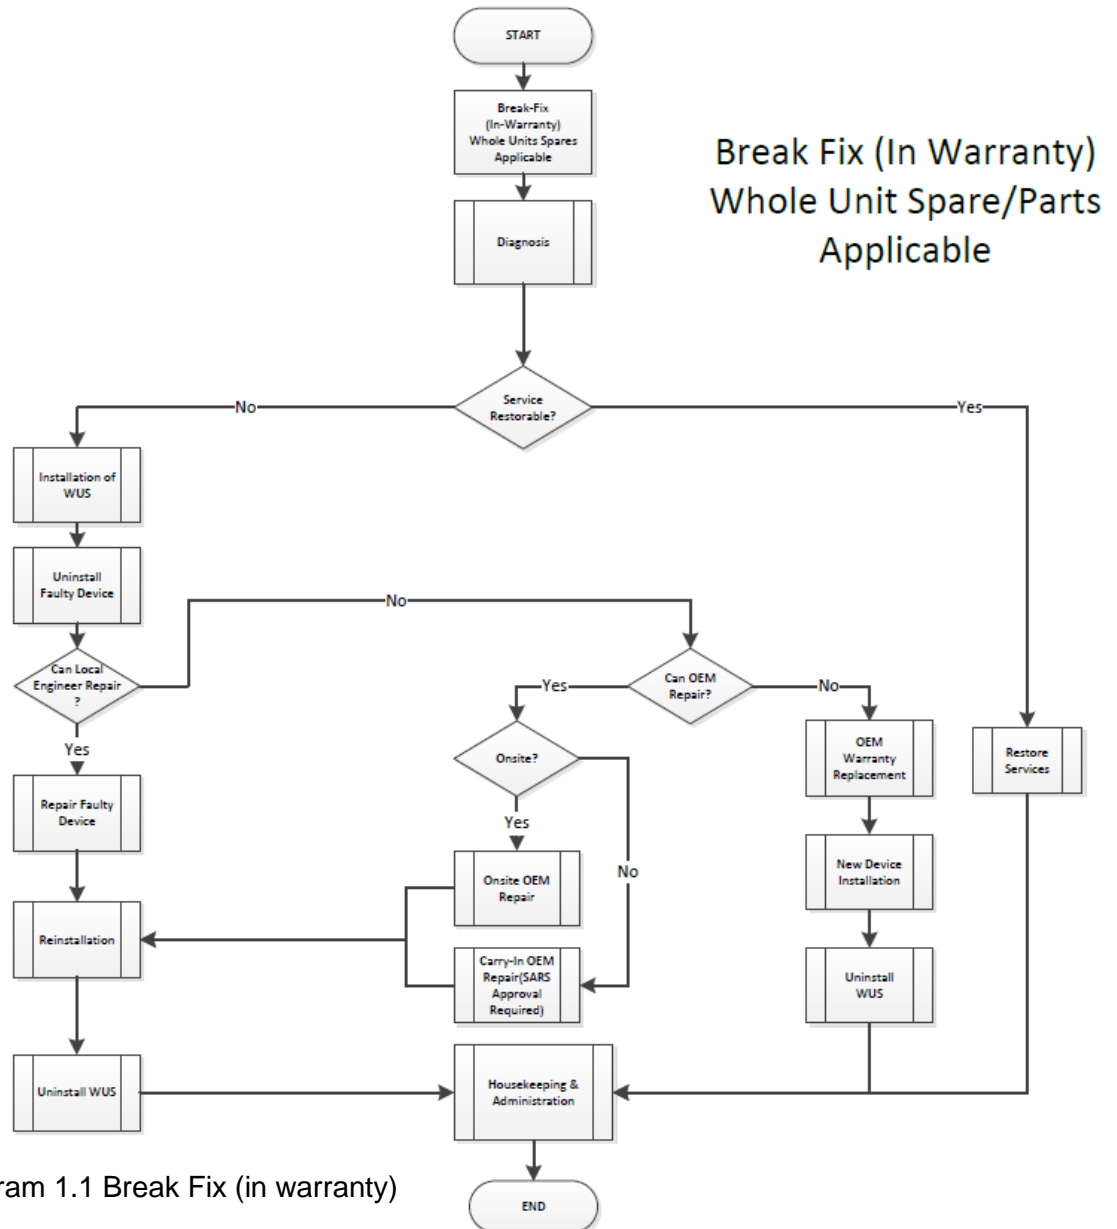 START
Break-Fix
(In-Warranty)
Whole Units Spares
Applicable
Break Fix (In Warranty)
Whole Unit Spare/Parts
Applicable
Diagnosis
Service
Restorable?
No
Yes
Installation of
WUS
Uninstall
Faulty Device
No
Can Local
Engineer Repair
?
Can OEM
Repair?
Yes
No
Yes
Onsite?
OEM
Warranty
Replacement
Restore
Services
Repair Faulty
Device
Yes
No
Onsite OEM
Repair
New Device
Installation
Reinstallation
Carry-In OEM
Repair(SARS
Approval
Required)
Uninstall
WUS
Uninstall WUS
Housekeeping &
Administration
ram 1.1 Break Fix (in warranty)
END